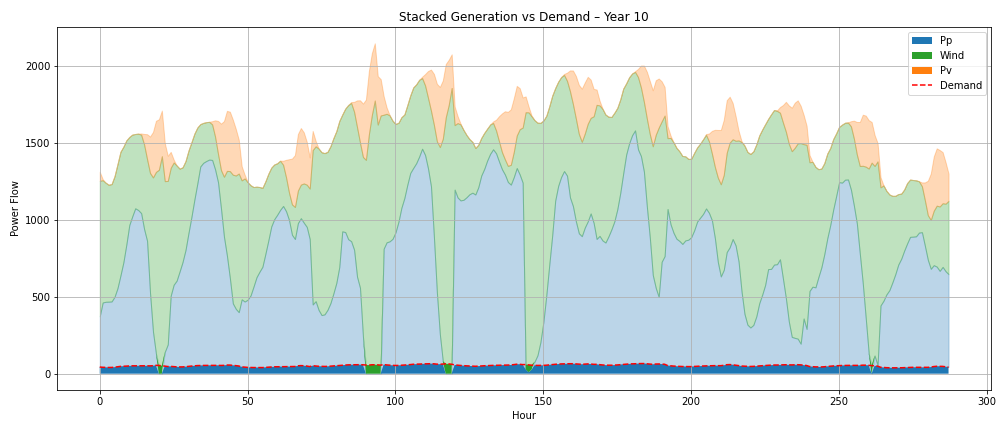 Stacked Generation vs Demand – Year 10
Pp
Wind
Pv
Demand
Power Flow
2000
1500
1000
500
0
0 50 100 150 200 250 300
Hour